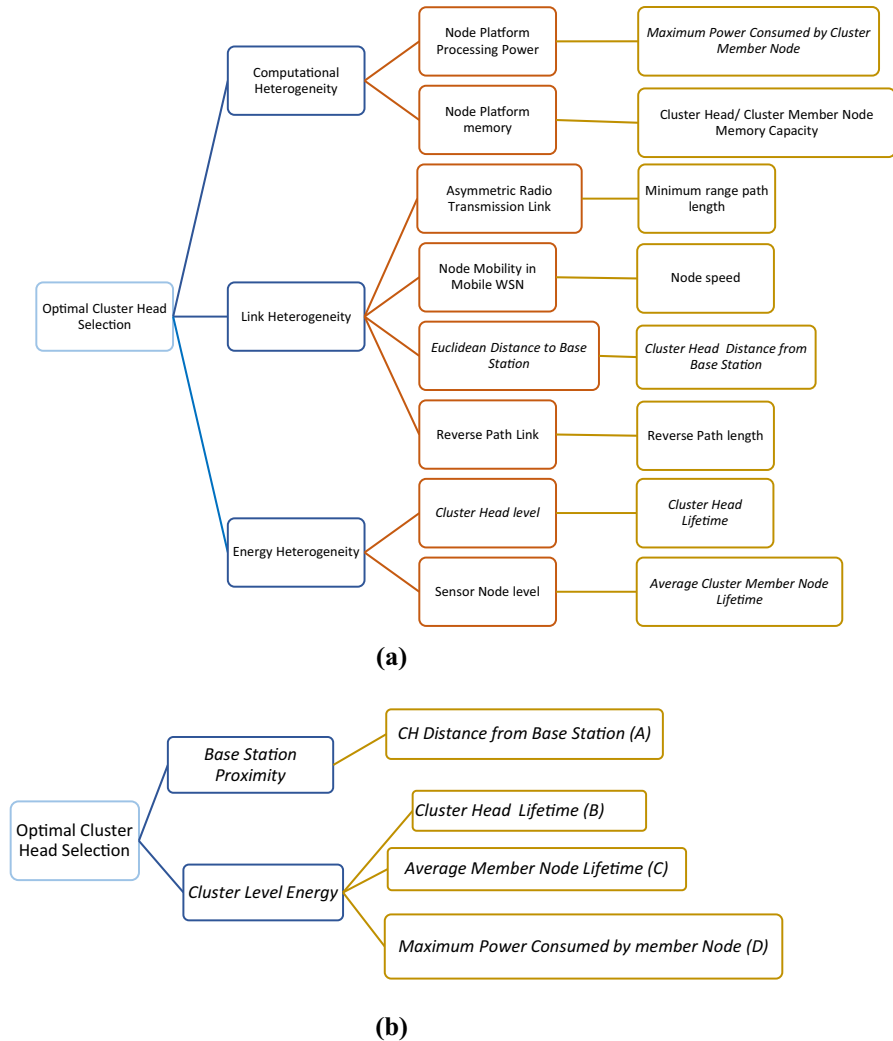 Node Platform
Processing Power
Maximum Power Consumed by Cluster
Member Node
Computational
Heterogeneity
Node Platform
memory
Cluster Head/ Cluster Member Node
Memory Capacity
Asymmetric Radio
Transmission Link
Minimum range path
length
Node Mobility in
Mobile WSN
Node speed
Optimal Cluster Head
Selection
Link Heterogeneity
Euclidean Distance to Base
Station
Cluster Head Distance from
Base Station
Reverse Path Link
Reverse Path length
Cluster Head level
Cluster Head
Lifetime
Energy Heterogeneity
Sensor Node level
Average Cluster Member Node
Lifetime
(a)
CH Distance from Base Station (A)
Base Station
Proximity
Optimal Cluster
Head Selection
Cluster Head Lifetime (B)
Average Member Node Lifetime (C)
Cluster Level Energy
Maximum Power Consumed by member Node (D)
(b)